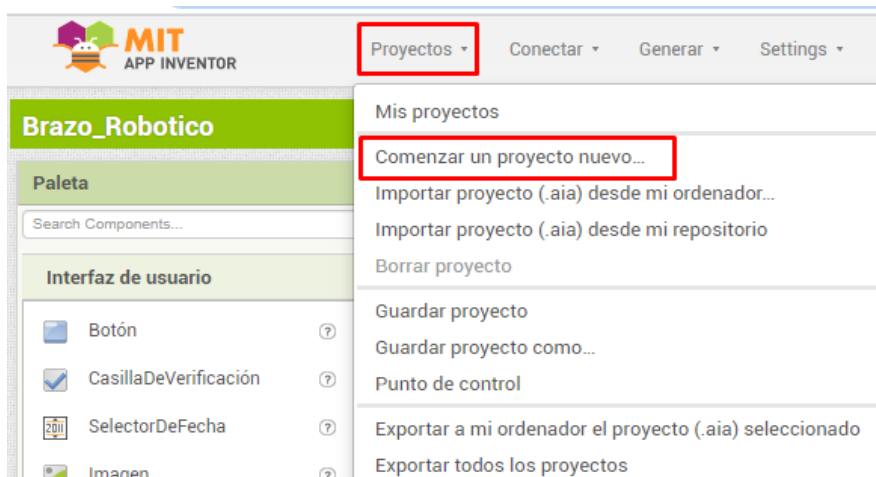 MIT
APP INVENTOR
Proyectos
Conectar
Generar
Settings
Brazo_Robotico
Mis proyectos
Comenzar un proyecto nuevo...
Importar proyecto (.aia) desde mi ordenador...
Importar proyecto (.aia) desde mi repositorio
Borrar proyecto
Guardar proyecto
Guardar proyecto como...
Punto de control
Exportar a mi ordenador el proyecto (.aia) seleccionado
Exportar todos los proyectos
Paleta
Search Components...
Interfaz de usuario
Botón
?
CasillaDeVerificación
?
2011
SelectorDeFecha
?
Imagen
?